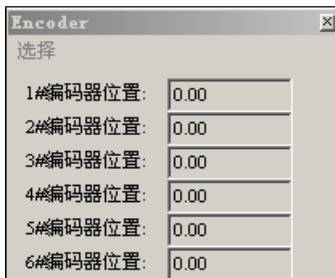 Encoder
选择
1#编码器位置: 0.00
2#编码器位置: 0.00
3#编码器位置: 0.00
4#编码器位置: 0.00
5#编码器位置: 0.00
6#编码器位置: 0.00